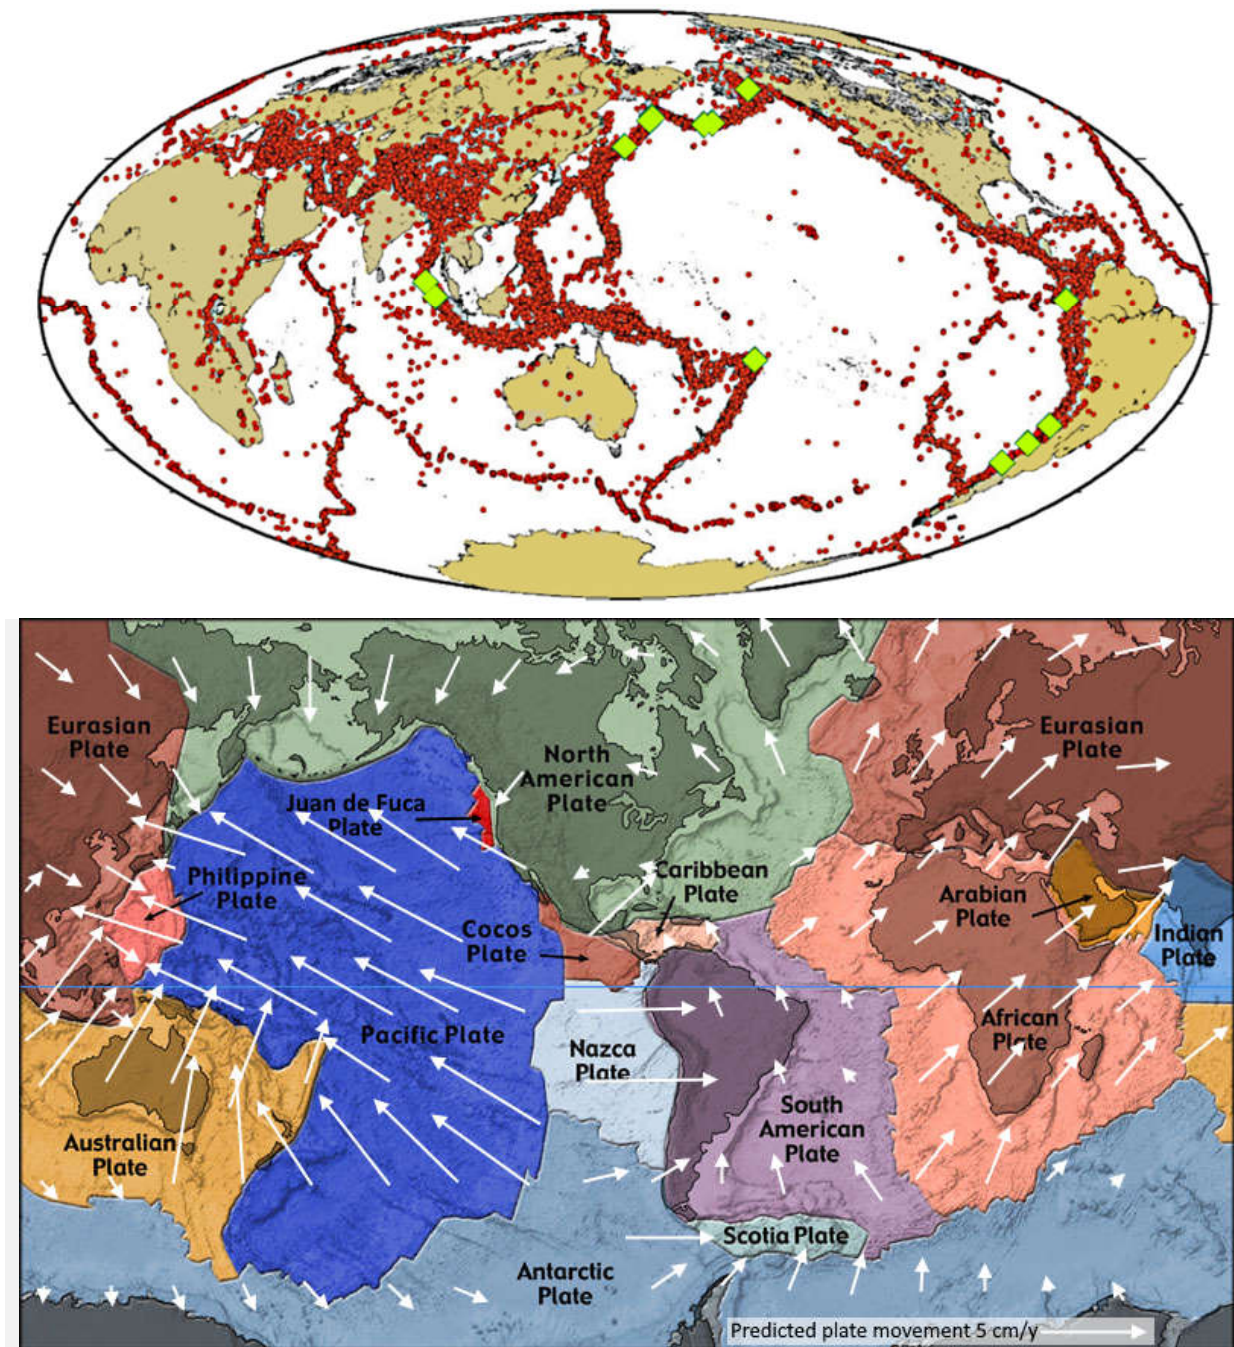 Eurasian
Plate
North
American
Plate
Eurasian
Plate
Juan de Fuca
Plate
Philippine
Plate
Caribbean
Plate
Cocos
Plate
Arabian
Plate
Indian
Plate
Pacific Plate
Nazca
Plate
African
Plate
Australian
Plate
South
American
Plate
Scotia Plate
Antarctic
Plate
Predicted plate movement 5 cm/y